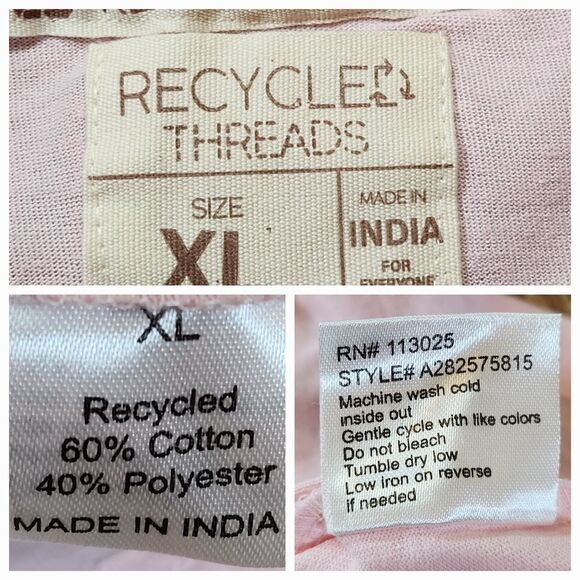 RECYCLED
THREADS
SIZE
XL
MADE IN
INDIA
FOR
EVERYONE
XL
Recycled
60% Cotton
40% Polyester
MADE IN INDIA
RN# 113025
STYLE# A282575815
Machine wash cold
inside out
Gentle cycle with like colors
Do not bleach
Tumble dry low
Low iron on reverse
if needed